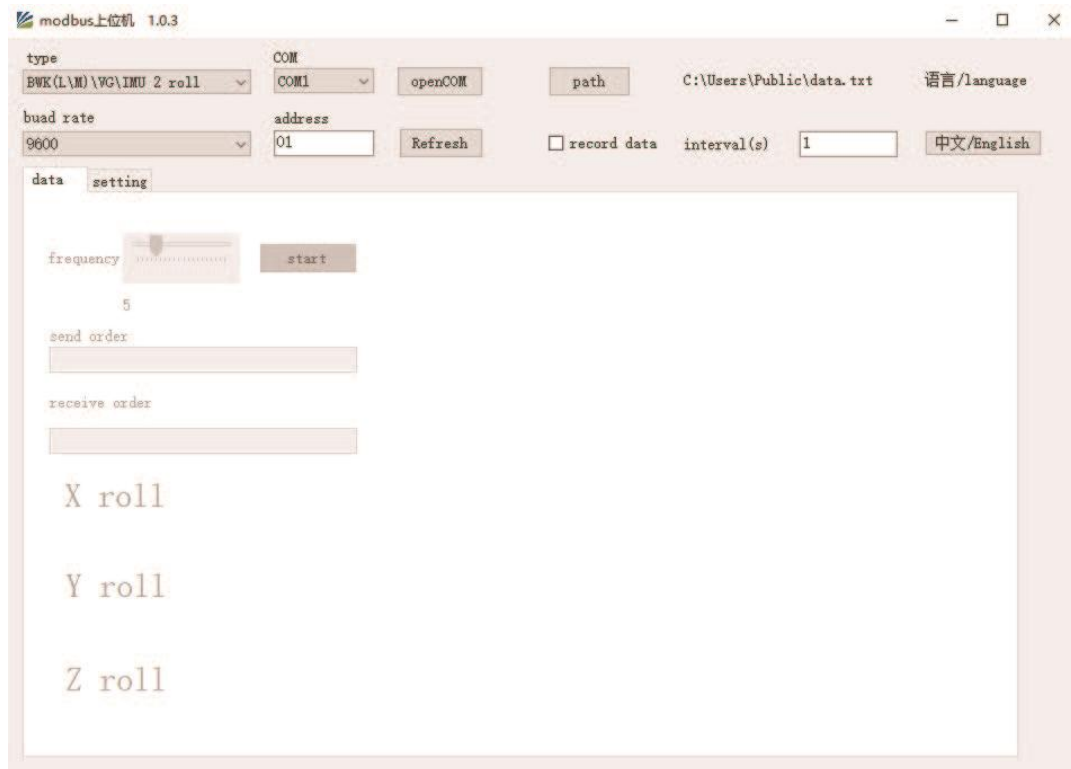 modbus上位机 1.0.3
type COM
BWK(L\M)\VG\IMU Z roll COM1 openCOM path C:\Users\Public\data.txt 语言/language
buad rate address
9600 01 Refresh record data interval(s) 1 中文/English
data setting
frequency start
5
send order
receive order
X roll
Y roll
Z roll